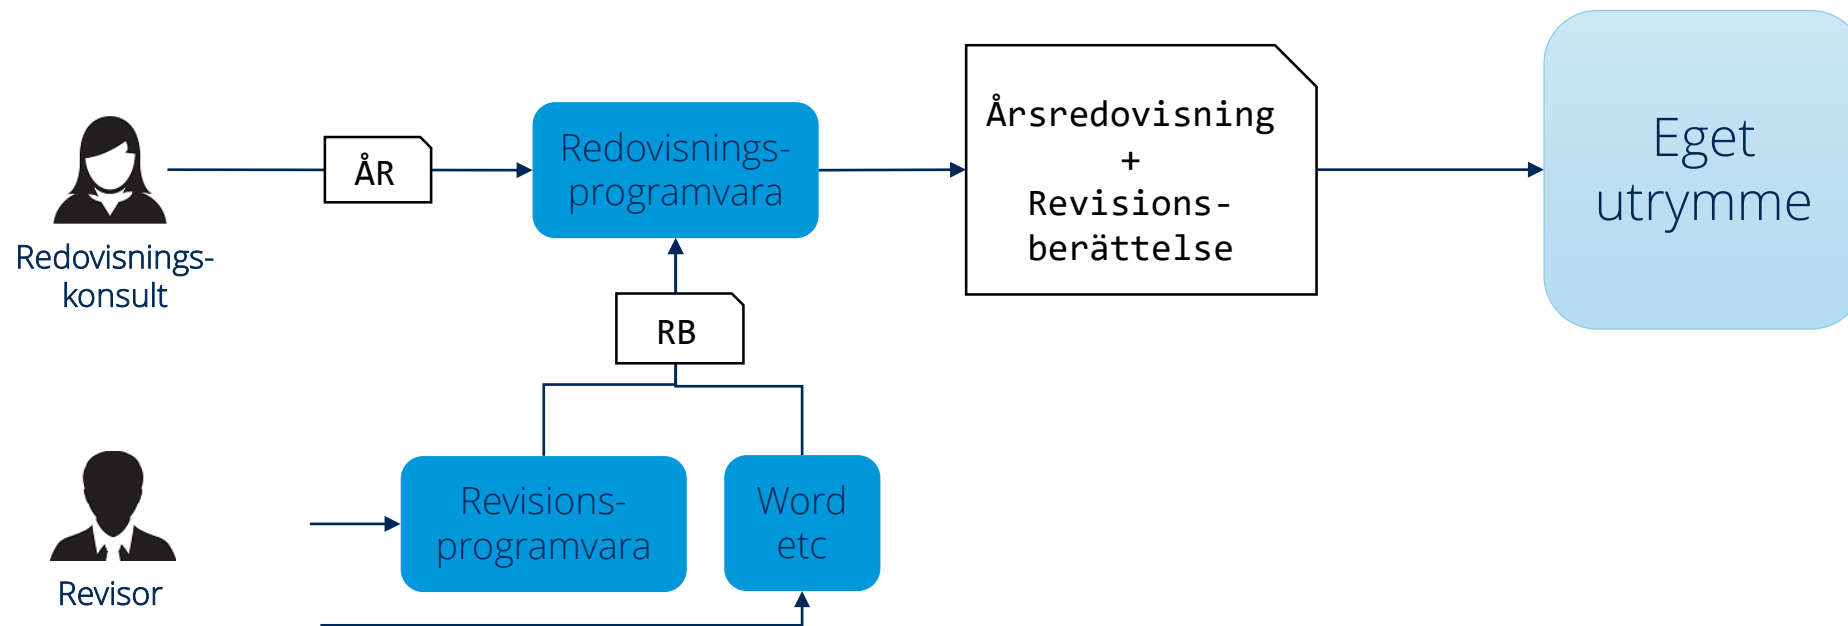 Redovisnings-
konsult
ÅR
Redovisnings-
programvara
Årsredovisning
+
Revisions-
berättelse
Eget
utrymme
RB
Revisor
Revisions-
programvara
Word
etc